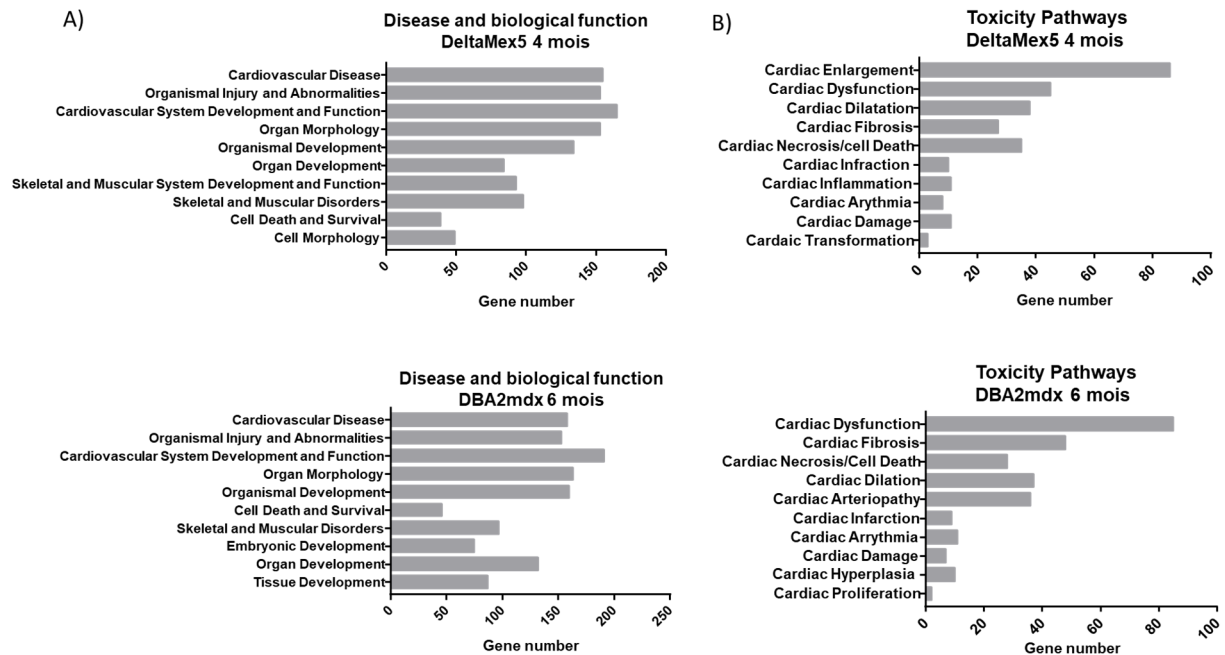 A)
Disease and biological function
DeltaMex5 4 mois
Cardiovascular Disease
Organismal Injury and Abnormalities
Cardiovascular System Development and Function
Organ Morphology
Organismal Development
Organ Development
Skeletal and Muscular System Development and Function
Skeletal and Muscular Disorders
Cell Death and Survival
Cell Morphology
0 50 100 150 200
Gene number
B)
Toxicity Pathways
DeltaMex5 4 mois
Cardiac Enlargement
Cardiac Dysfunction
Cardiac Dilatation
Cardiac Fibrosis
Cardiac Necrosis/cell Death
Cardiac Infraction
Cardiac Inflammation
Cardiac Arythmia
Cardiac Damage
Cardaic Transformation
0 20 40 60 80 100
Gene number
Disease and biological function
DBA2mdx 6 mois
Cardiovascular Disease
Organismal Injury and Abnormalities
Cardiovascular System Development and Function
Organ Morphology
Organismal Development
Cell Death and Survival
Skeletal and Muscular Disorders
Embryonic Development
Organ Development
Tissue Development
0 50 100 150 200 250
Gene number
Toxicity Pathways
DBA2mdx 6 mois
Cardiac Dysfunction
Cardiac Fibrosis
Cardiac Necrosis/Cell Death
Cardiac Dilation
Cardiac Arteriopathy
Cardiac Infarction
Cardiac Arrythmia
Cardiac Damage
Cardiac Hyperplasia
Cardiac Proliferation
0 20 40 60 80 100
Gene number